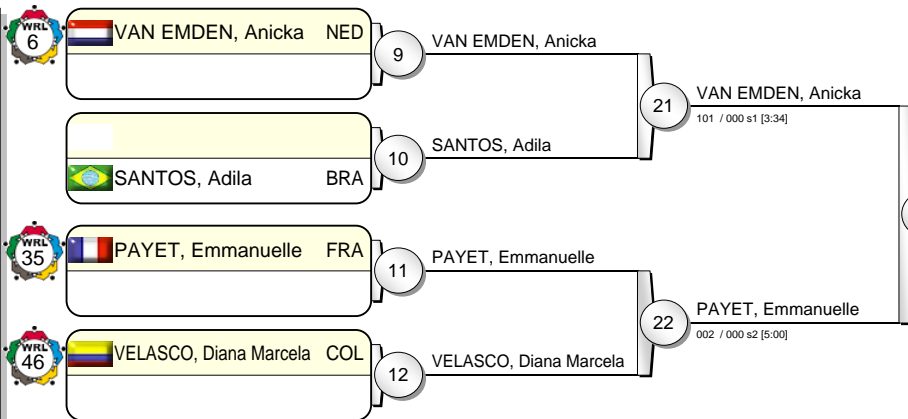 WRL
6
VAN EMDEN, Anicka NED
9
VAN EMDEN, Anicka
21
VAN EMDEN, Anicka
101 / 000 s1 [3:34]
10
SANTOS, Adila
SANTOS, Adila BRA
WRL
35
PAYET, Emmanuelle FRA
11
PAYET, Emmanuelle
22
PAYET, Emmanuelle
002 / 000 s2 [5:00]
WRL
46
VELASCO, Diana Marcela COL
12
VELASCO, Diana Marcela